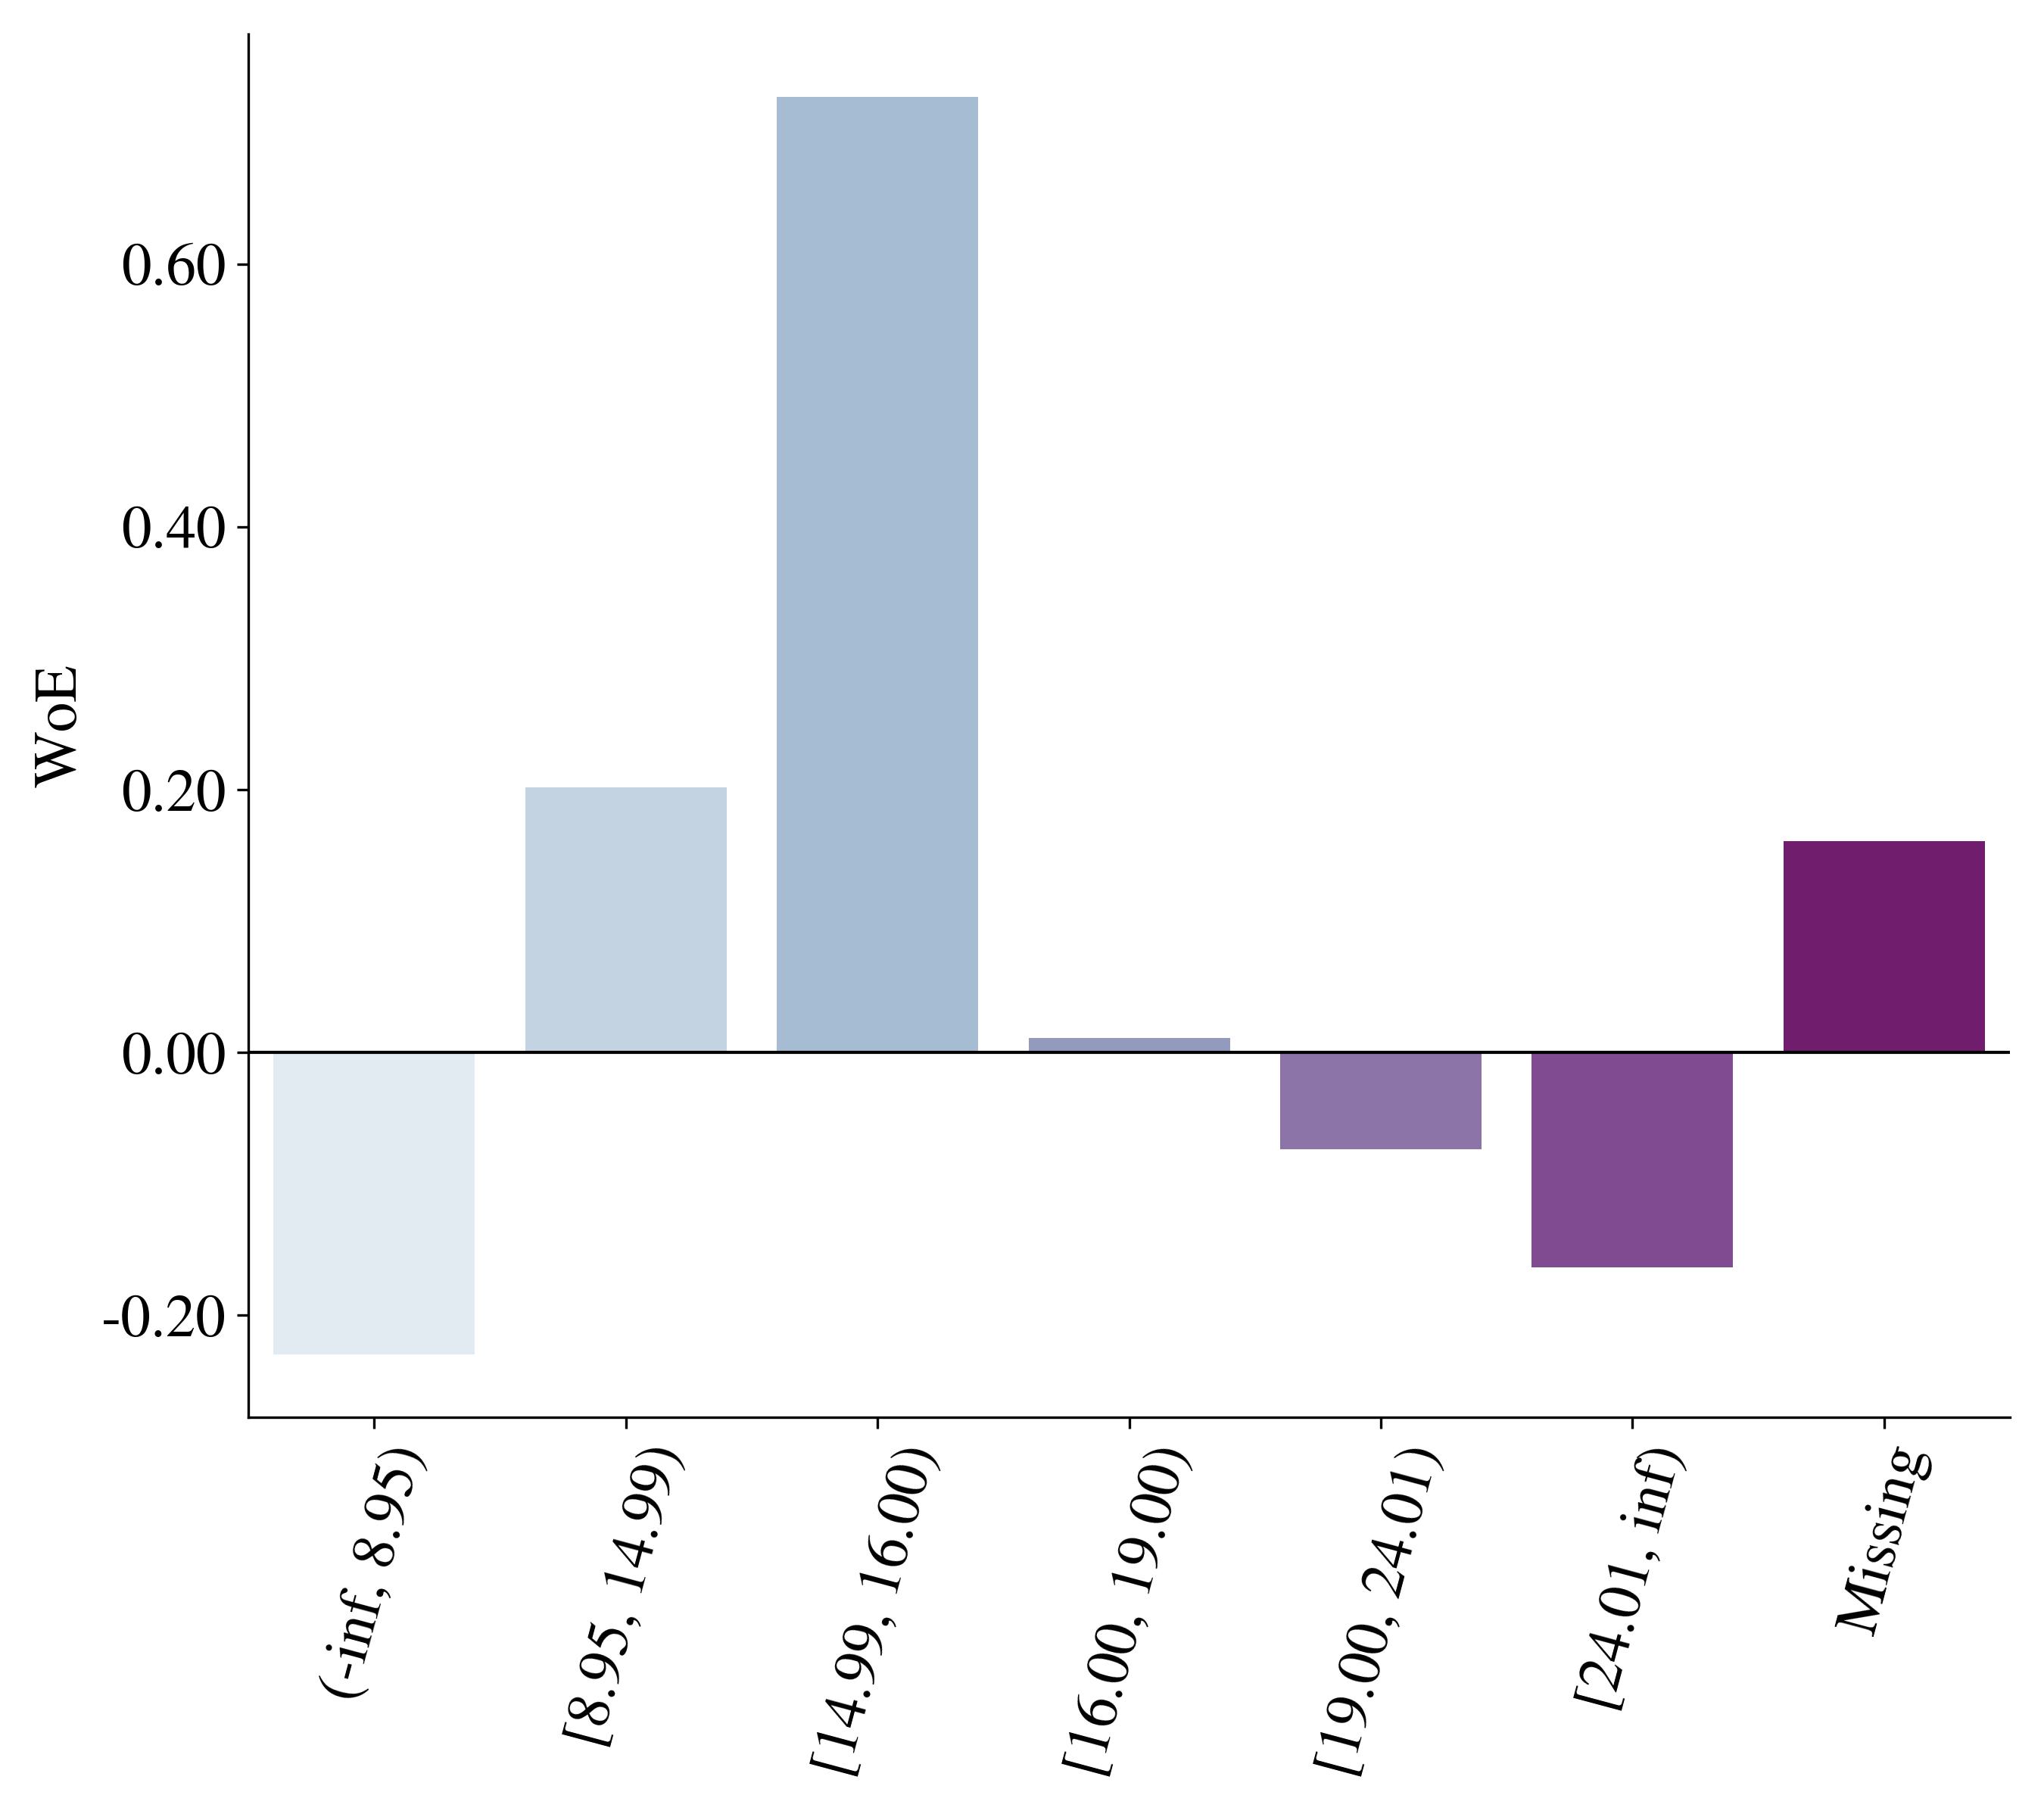 WoE
0.60
0.40
0.20
0.00
-0.20
(-inf, 8.95)
[8.95, 14.99)
[14.99, 16.00)
[16.00, 19.00)
[19.00, 24.01)
[24.01, inf)
Missing